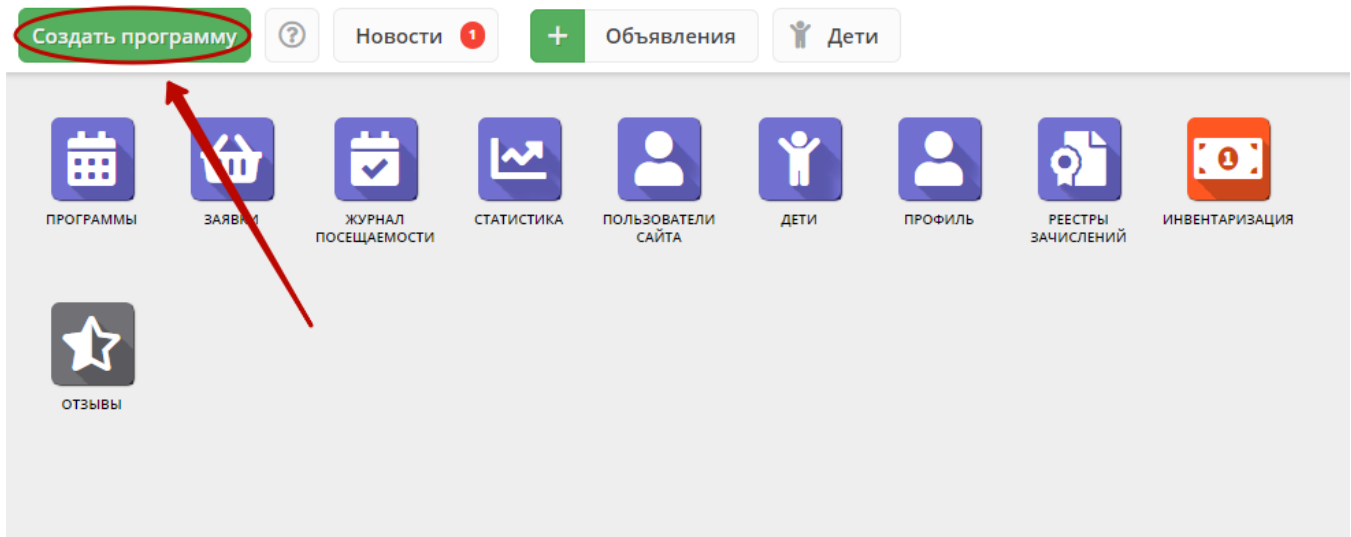 Создать программу
Новости 1
+ Объявления
Дети
ПРОГРАММЫ
ЗАЯВКИ
ЖУРНАЛ
ПОСЕЩАЕМОСТИ
СТАТИСТИКА
ПОЛЬЗОВАТЕЛИ
САЙТА
ДЕТИ
ПРОФИЛЬ
РЕЕСТРЫ
ЗАЧИСЛЕНИЙ
1
ИНВЕНТАРИЗАЦИЯ
ОТЗЫВЫ